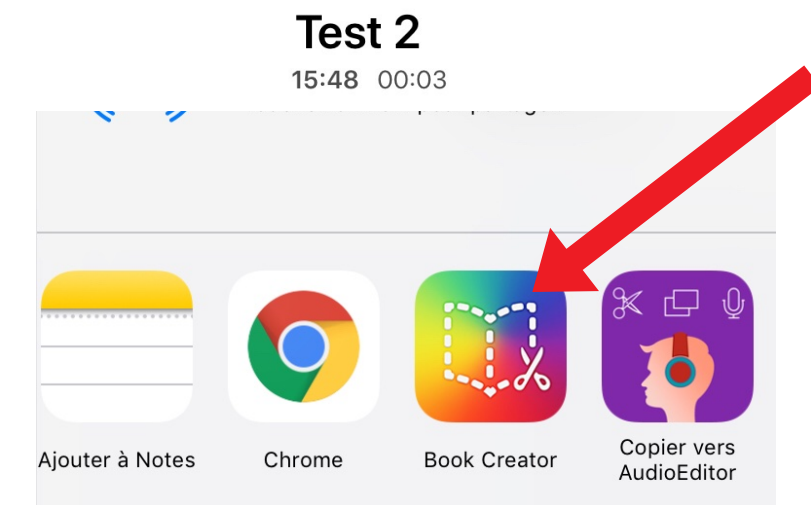 Test 2
15:48 00:03
Ajouter à Notes
Chrome
Book Creator
Copier vers
AudioEditor